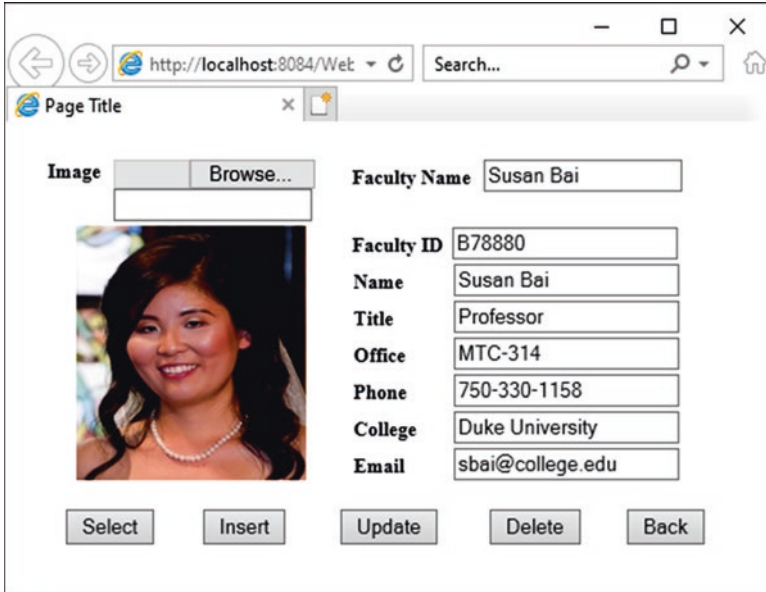 http://localhost:8084/Web
Search...
Page Title
Image Browse...
Faculty Name Susan Bai
Faculty ID B78880
Name Susan Bai
Title Professor
Office MTC-314
Phone 750-330-1158
College Duke University
Email sbai@college.edu
Select Insert Update Delete Back